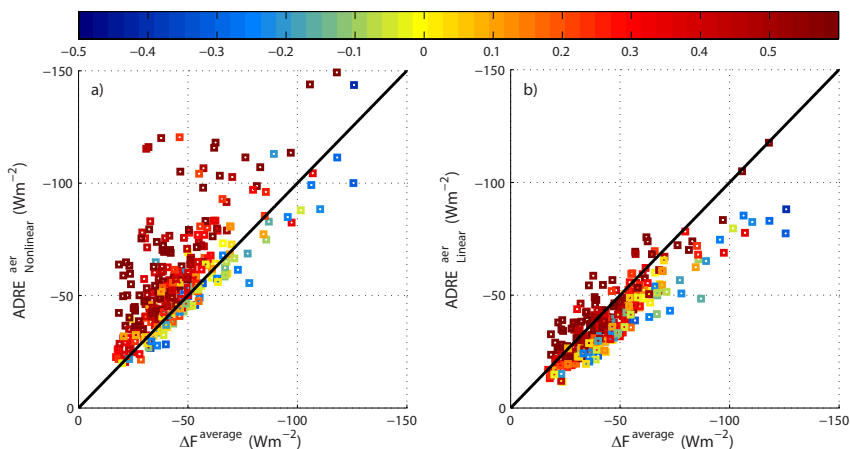 −0.5 −0.4 −0.3 −0.2 −0.1 0 0.1 0.2 0.3 0.4 0.5
a)
−150
−100
−50
0
0 −50 −100 −150
ADRE aer Nonlinear (Wm−2)
ΔF average (Wm−2)
b)
−150
−100
−50
0
0 −50 −100 −150
ADRE aer Linear (Wm−2)
ΔF average (Wm−2)